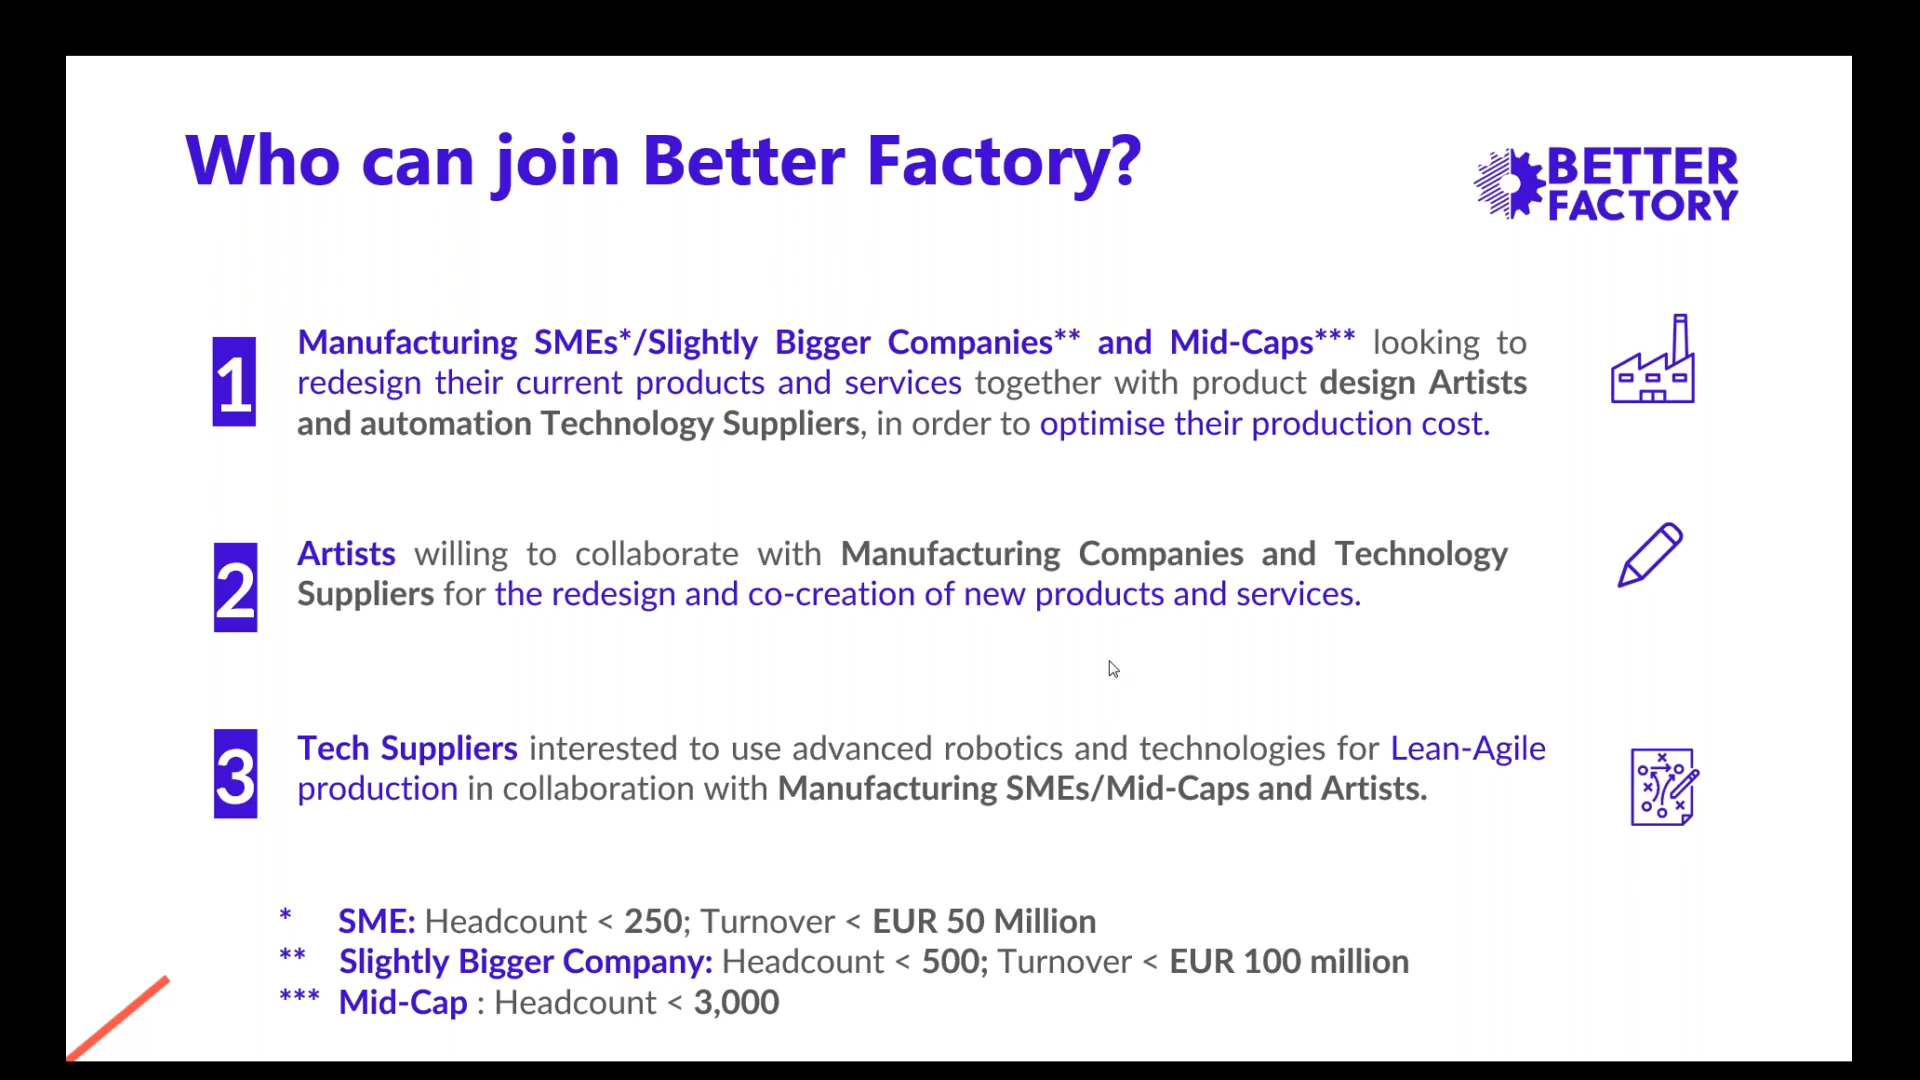 Who can join Better Factory?
BETTER
FACTORY
1
Manufacturing SMEs*/Slightly Bigger Companies** and Mid-Caps*** looking to
redesign their current products and services together with product design Artists
and automation Technology Suppliers, in order to optimise their production cost.
2
Artists willing to collaborate with Manufacturing Companies and Technology
Suppliers for the redesign and co-creation of new products and services.
3
Tech Suppliers interested to use advanced robotics and technologies for Lean-Agile
production in collaboration with Manufacturing SMEs/Mid-Caps and Artists.
* SME: Headcount < 250; Turnover < EUR 50 Million
** Slightly Bigger Company: Headcount < 500; Turnover < EUR 100 million
*** Mid-Cap : Headcount < 3,000